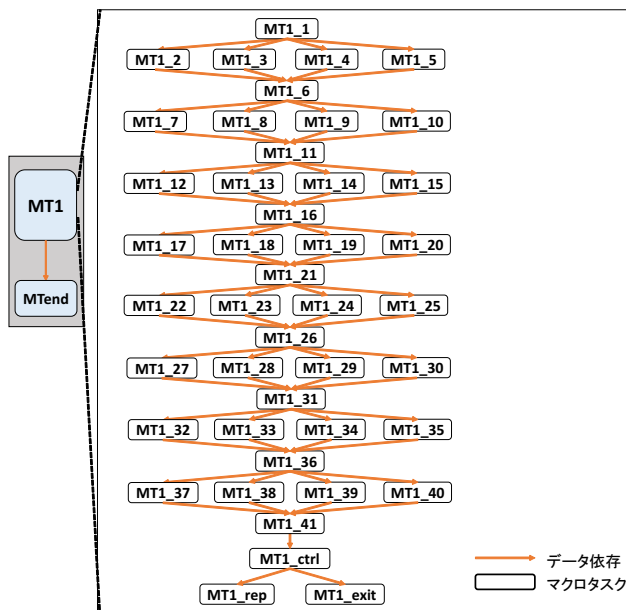 MT1_1
MT1_2 MT1_3 MT1_4 MT1_5
MT1_6
MT1_7 MT1_8 MT1_9 MT1_10
MT1_11
MT1_12 MT1_13 MT1_14 MT1_15
MT1
MT1_16
MT1_17 MT1_18 MT1_19 MT1_20
MT1_21
MTend
MT1_22 MT1_23 MT1_24 MT1_25
MT1_26
MT1_27 MT1_28 MT1_29 MT1_30
MT1_31
MT1_32 MT1_33 MT1_34 MT1_35
MT1_36
MT1_37 MT1_38 MT1_39 MT1_40
MT1_41
MT1_ctrl
MT1_rep MT1_exit
データ依存
マクロタスク